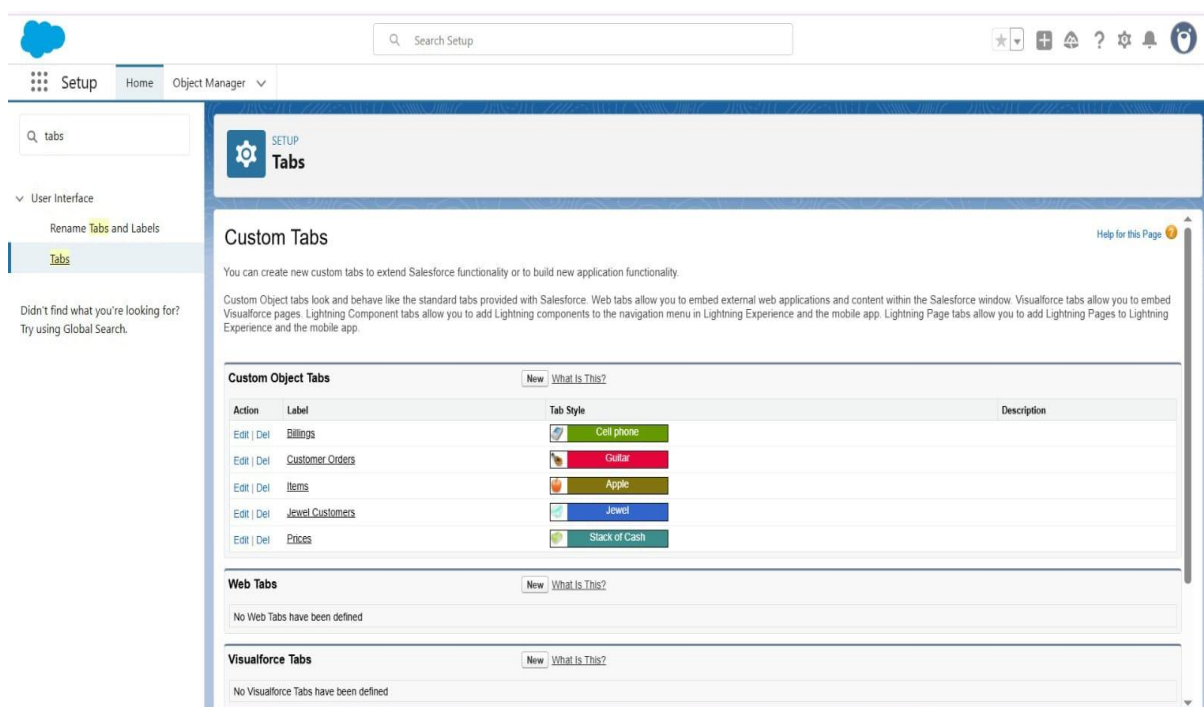 Search Setup
Setup Home Object Manager
tabs
User Interface
Rename Tabs and Labels
Tabs
Didn't find what you're looking for?
Try using Global Search.
SETUP
Tabs
Custom Tabs
Help for this Page
You can create new custom tabs to extend Salesforce functionality or to build new application functionality.
Custom Object tabs look and behave like the standard tabs provided with Salesforce. Web tabs allow you to embed external web applications and content within the Salesforce window. Visualforce tabs allow you to embed
Visualforce pages. Lightning Component tabs allow you to add Lightning components to the navigation menu in Lightning Experience and the mobile app. Lightning Page tabs allow you to add Lightning Pages to Lightning
Experience and the mobile app.
Custom Object Tabs New What Is This?
Action Label Tab Style Description
Edit | Del Billings Cell phone
Edit | Del Customer Orders Guitar
Edit | Del Items Apple
Edit | Del Jewel Customers Jewel
Edit | Del Prices Stack of Cash
Web Tabs New What Is This?
No Web Tabs have been defined
Visualforce Tabs New What Is This?
No Visualforce Tabs have been defined